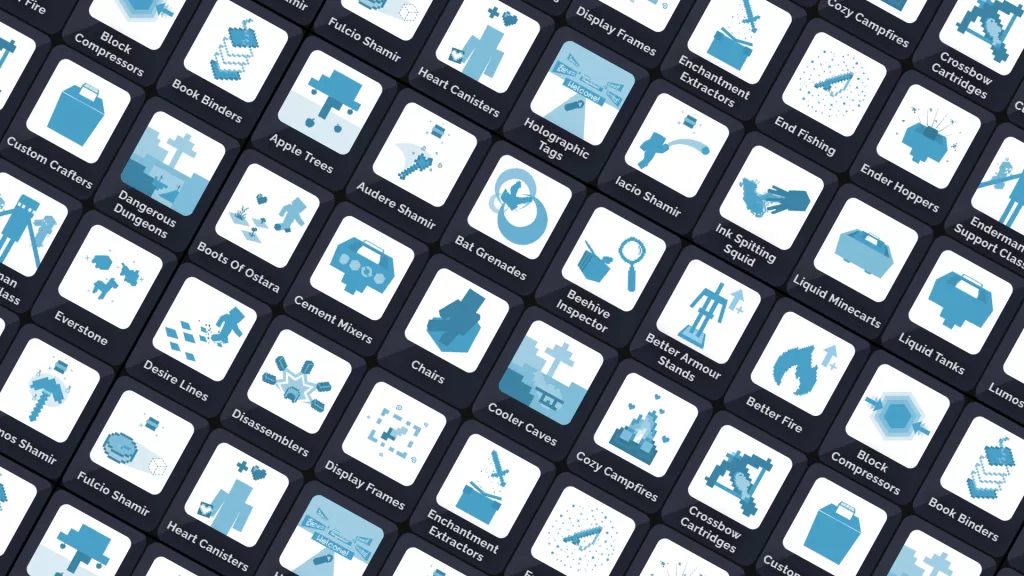 Fire
Block
Compressors
Book Binders
Shamir
Fulcio Shamir
Heart Canisters
Display Frames
Enchantment
Extractors
Cozy Campfires
Crossbow
Cartridges
Custom Crafters
Dangerous
Dungeons
Apple Trees
Audere Shamir
Holographic
Tags
Welcome!
Iacio Shamir
End Fishing
Ender Hoppers
Enderman
Support Class
Everstone
Boots Of Ostara
Cement Mixers
Bat Grenades
Beehive
Inspector
Ink Spitting
Squid
Liquid Minecarts
Liquid Tanks
Desire Lines
Disassemblers
Chairs
Cooler Caves
Better Armour
Stands
Better Fire
Block
Compressors
Book Binders
Shamir
Fulcio Shamir
Heart Canisters
Display Frames
Enchantment
Extractors
Cozy Campfires
Crossbow
Cartridges
Welcome!